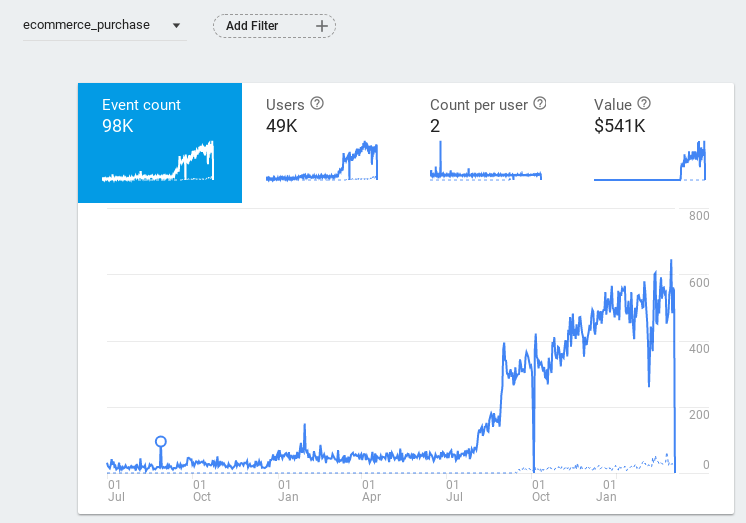 ecommerce_purchase
Add Filter
Event count
98K
Users
49K
Count per user
2
Value
$541K
800
600
400
200
0
01 Jul
01 Oct
01 Jan
01 Apr
01 Jul
01 Oct
01 Jan